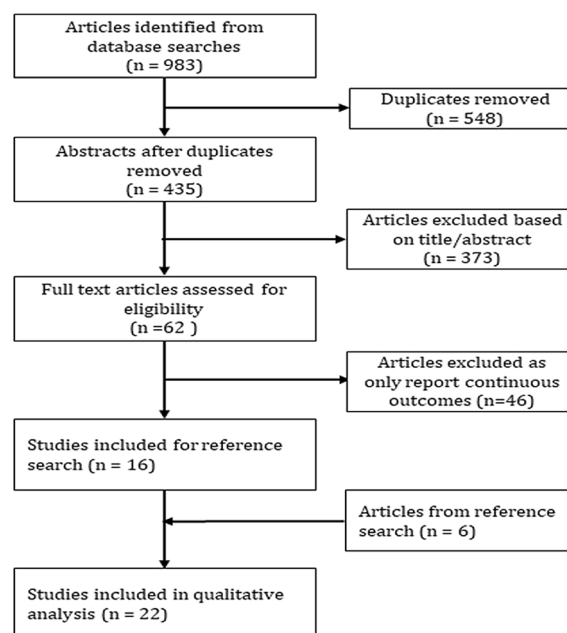 Articles identified from
database searches
(n = 983)
Duplicates removed
(n = 548)
Abstracts after duplicates
removed
(n = 435)
Articles excluded based
on title/abstract
(n = 373)
Full text articles assessed for
eligibility
(n =62 )
Articles excluded as
only report continuous
outcomes (n=46)
Studies included for reference
search (n = 16)
Articles from reference
search (n = 6)
Studies included in qualitative
analysis (n = 22)